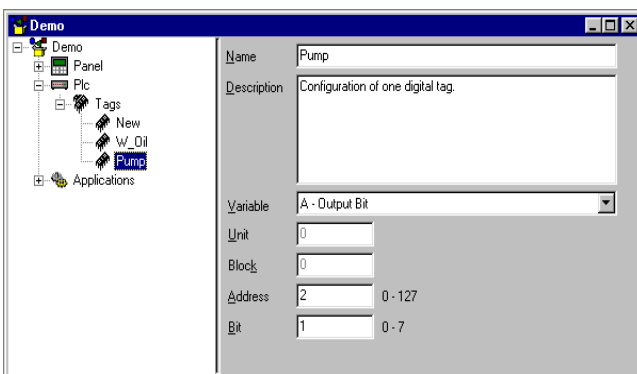 Demo
Demo
Panel
Plc
Tags
New
W_Oil
Pump
Applications
Name Pump
Description Configuration of one digital tag.
Variable A - Output Bit
Unit 0
Block 0
Address 2 0 - 127
Bit 1 0 - 7